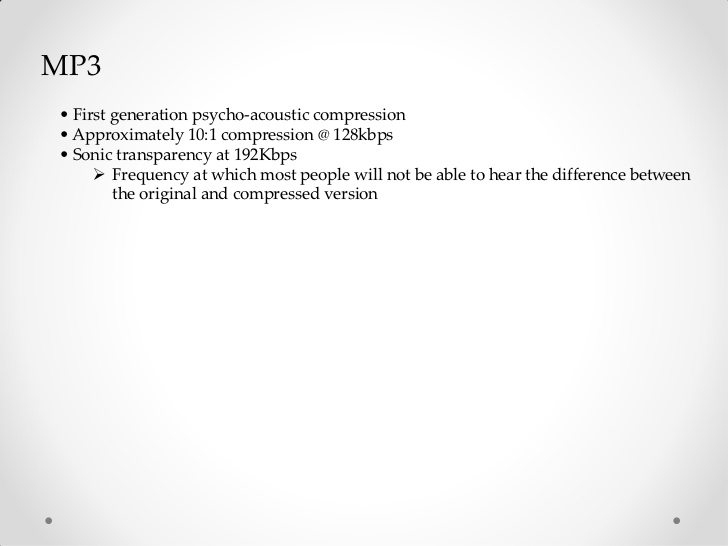 MP3
• First generation psycho-acoustic compression
• Approximately 10:1 compression @ 128kbps
• Sonic transparency at 192Kbps
➢ Frequency at which most people will not be able to hear the difference between
the original and compressed version